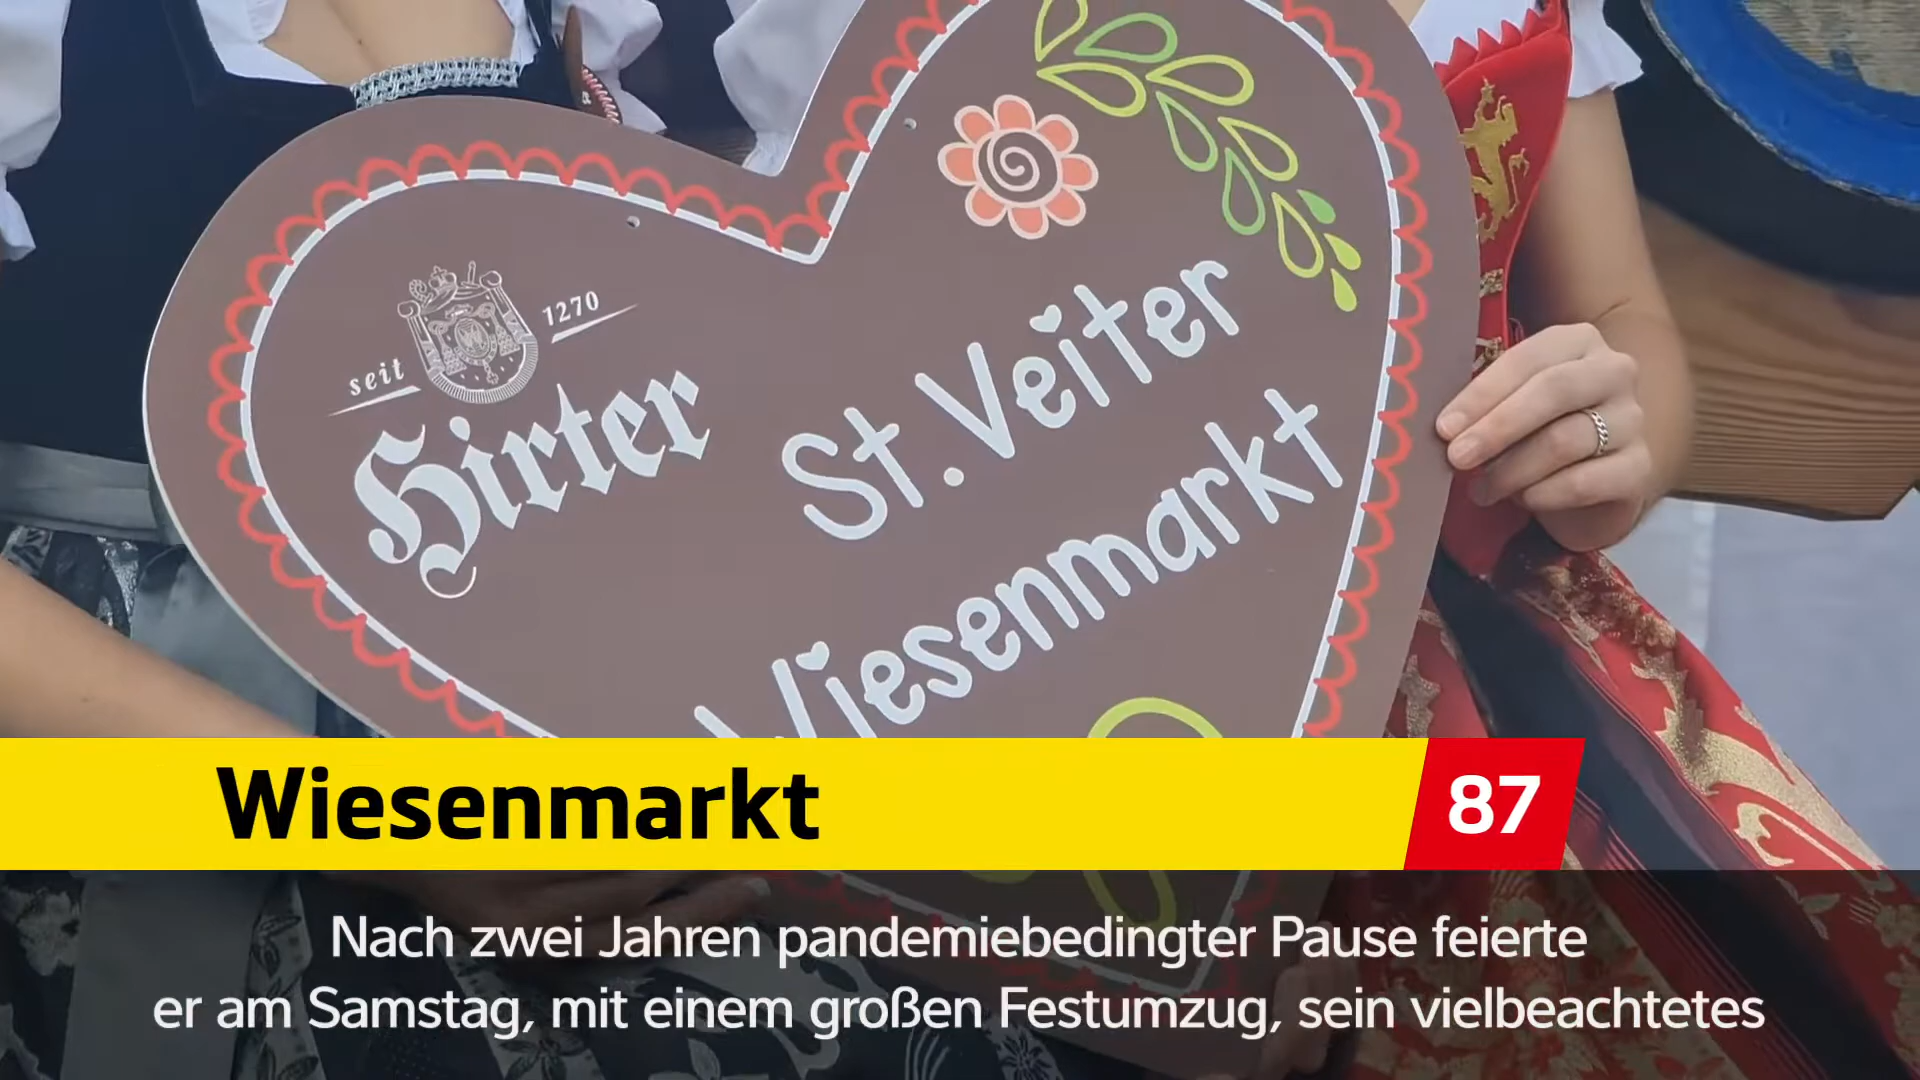 seit 1270
Hirter
St. Veiter
Wiesenmarkt
Wiesenmarkt
87
Nach zwei Jahren pandemiebedingter Pause feierte
er am Samstag, mit einem großen Festumzug, sein vielbeachtetes